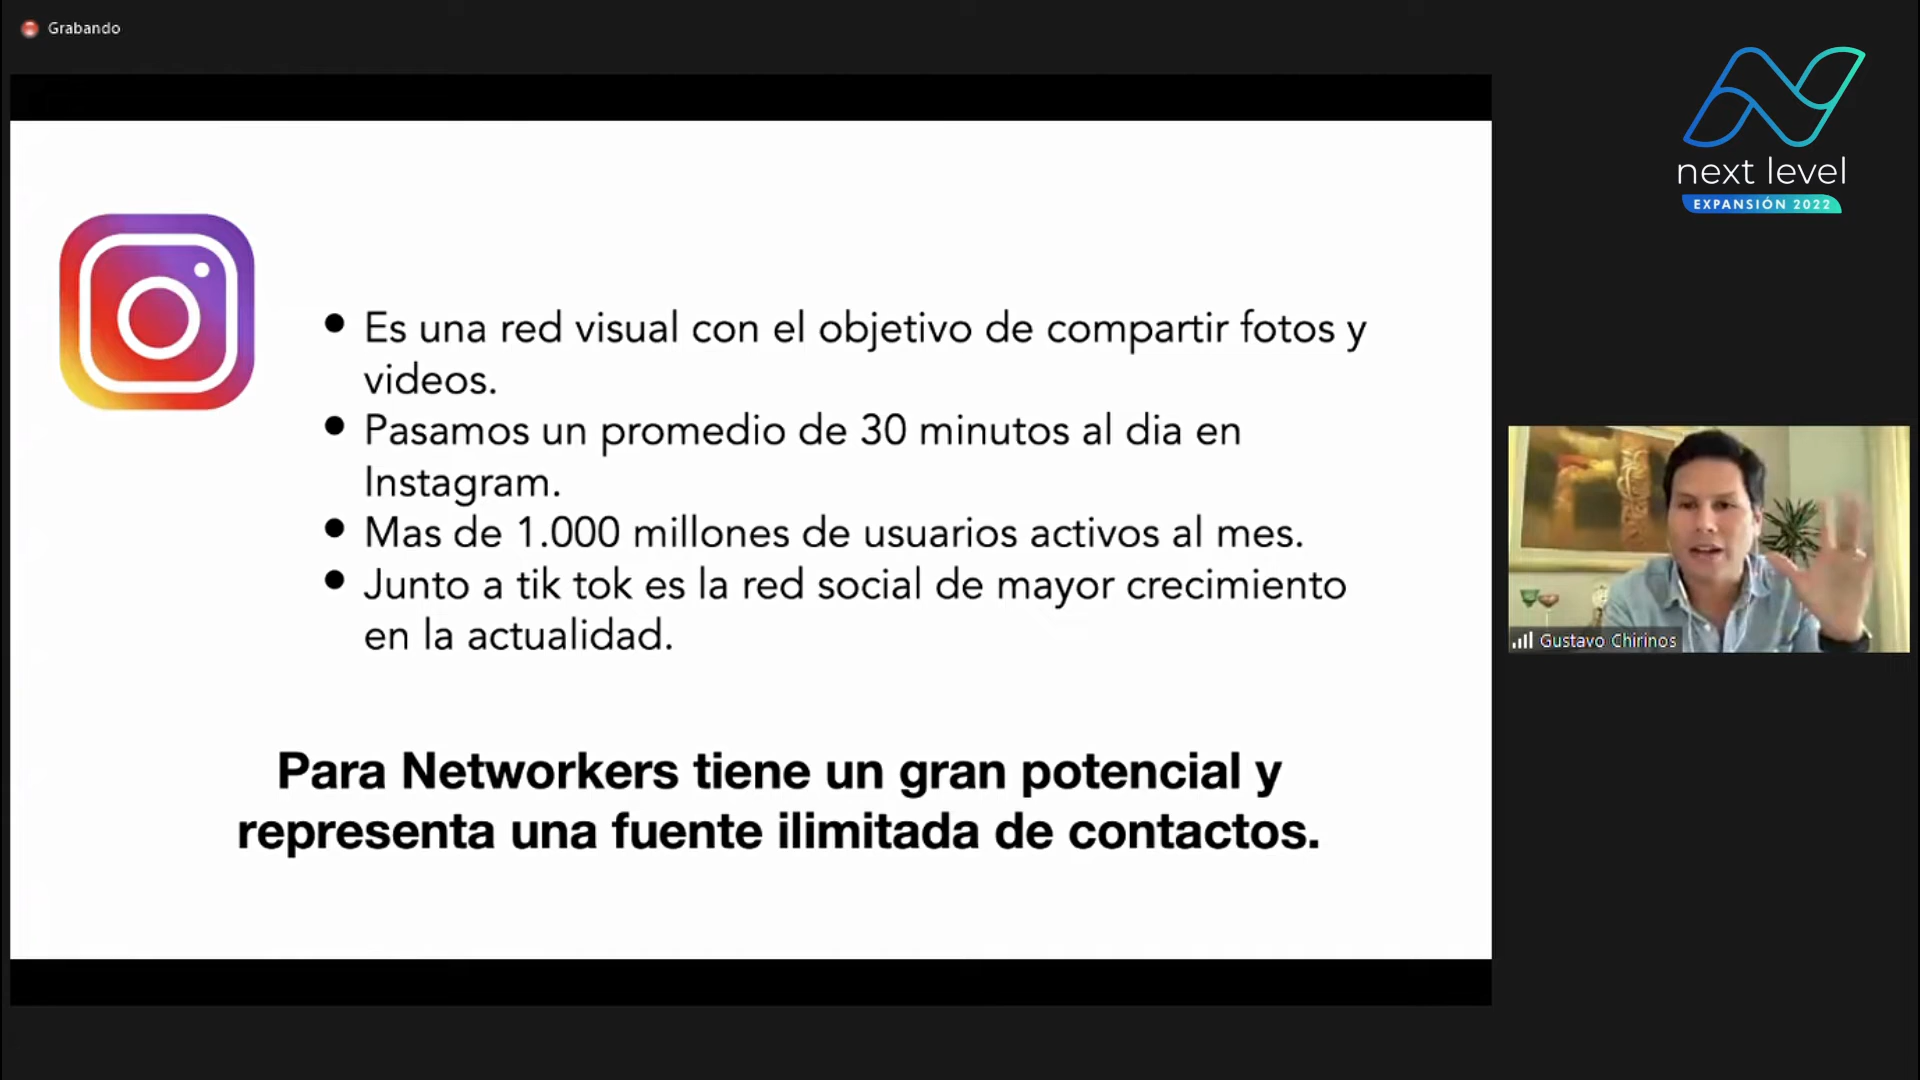 Grabando
next level
EXPANSIÓN 2022
• Es una red visual con el objetivo de compartir fotos y
videos.
• Pasamos un promedio de 30 minutos al dia en
Instagram.
• Mas de 1.000 millones de usuarios activos al mes.
• Junto a tik tok es la red social de mayor crecimiento
en la actualidad.
Para Networkers tiene un gran potencial y
representa una fuente ilimitada de contactos.
Gustavo Chirinos